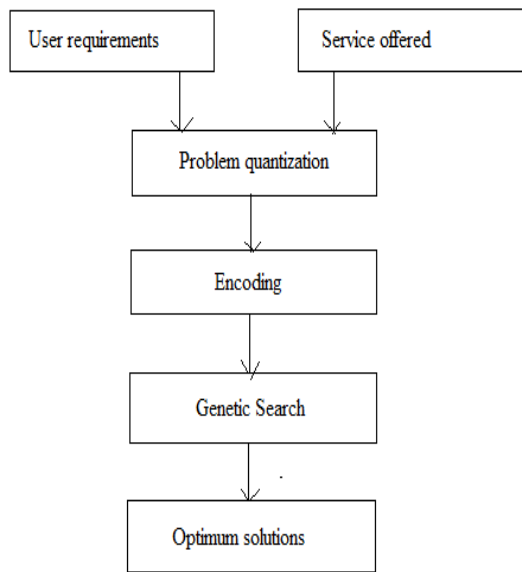 User requirements
Service offered
Problem quantization
Encoding
Genetic Search
Optimum solutions